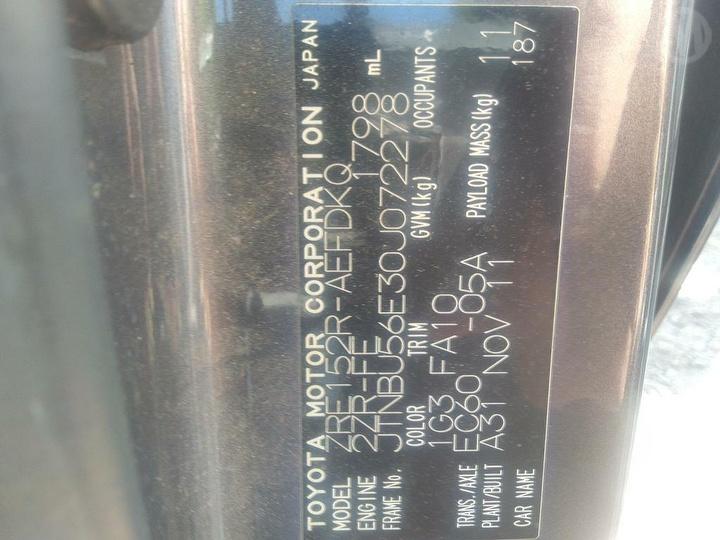 TOYOTA MOTOR CORPORATION JAPAN
MODEL ZRE152R-AEFDKQ
ENGINE 2ZR-FE 1798 mL
FRAME No. JTNBU56E30J072278
COLOR TRIM GVM(kg) OCCUPANTS
1G3 FA10
TRANS./AXLE EC60 -05A PAYLOAD MASS(kg)
PLANT/BUILT A31 NOV 11 11
CAR NAME 187